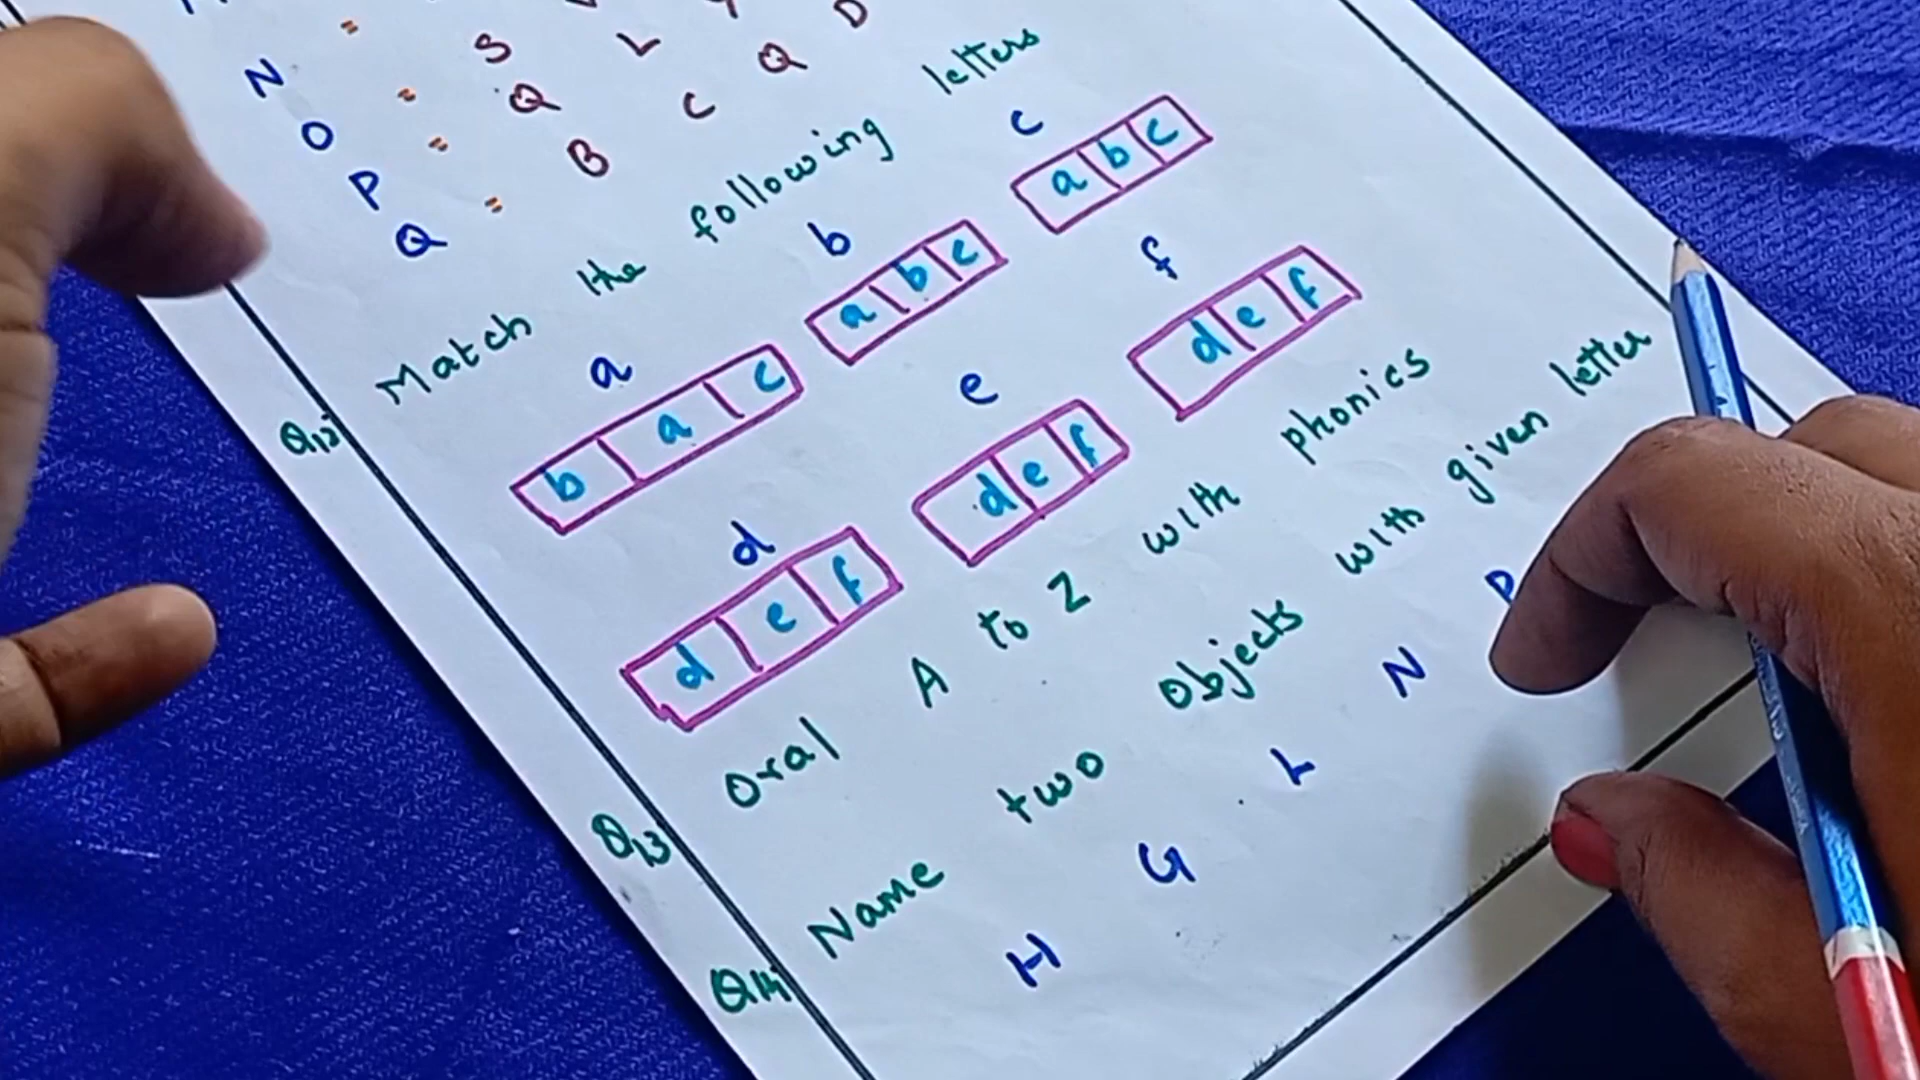 N = S L D
O = Q C Q
P = B
Q =
Q12 Match the following letters
a b c
b a c a b c a b c
d e f
d e f d e f d e f
Q13 Oral A to Z with phonics
Q14 Name two Objects with given letter
H G L N P